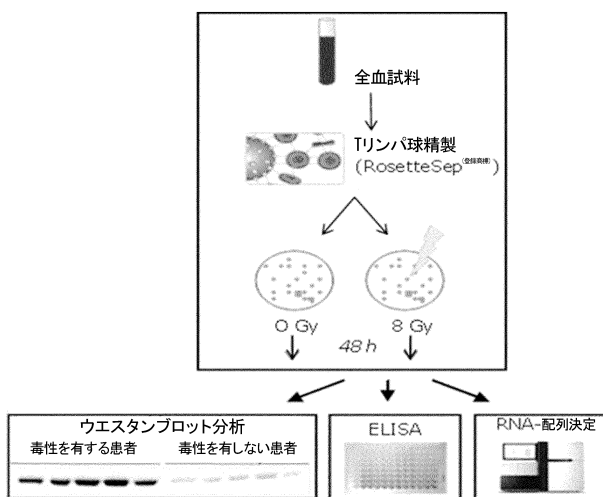 全血試料
Tリンパ球精製
(RosetteSep(登録商標))
0 Gy 8 Gy
48 h
ウエスタンブロット分析
毒性を有する患者 毒性を有しない患者
ELISA
RNA-配列決定